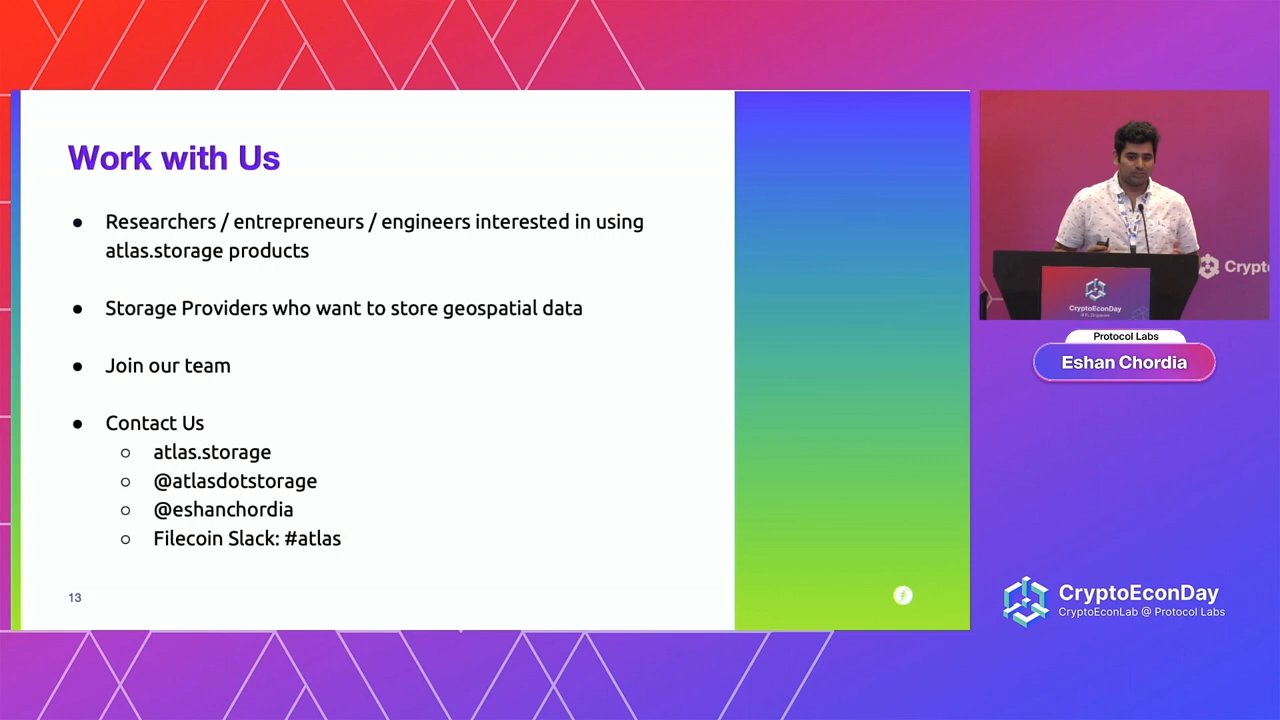 Work with Us
● Researchers / entrepreneurs / engineers interested in using
atlas.storage products
● Storage Providers who want to store geospatial data
● Join our team
● Contact Us
○ atlas.storage
○ @atlasdotstorage
○ @eshanchordia
○ Filecoin Slack: #atlas
13
Crypto
CryptoEconDay
Protocol Labs
Eshan Chordia
CryptoEconDay
CryptoEconLab @ Protocol Labs